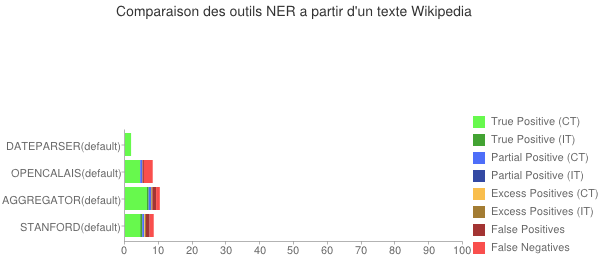 Comparaison des outils NER a partir d'un texte Wikipedia
DATEPARSER(default)
OPENCALAIS(default)
AGGREGATOR(default)
STANFORD(default)
0 10 20 30 40 50 60 70 80 90 100
True Positive (CT)
True Positive (IT)
Partial Positive (CT)
Partial Positive (IT)
Excess Positives (CT)
Excess Positives (IT)
False Positives
False Negatives